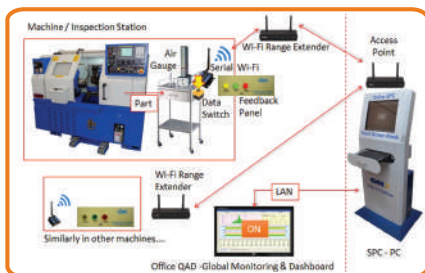 Machine / Inspection Station
Air
Gauge
Serial
Wi-Fi
Wi-Fi Range Extender
Access
Point
Part
Data
Switch
Feedback
Panel
Wi-Fi Range
Extender
LAN
ON
Similarly in other machines....
Office QAD -Global Monitoring & Dashboard
SPC - PC